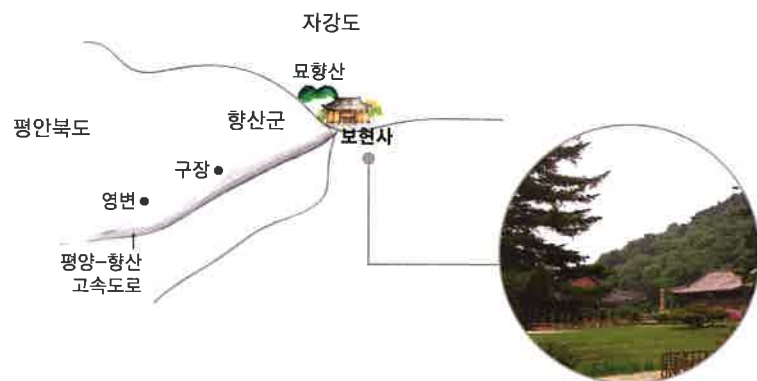 자강도
묘향산
평안북도
향산군
보현사
구장
영변
평양–향산
고속도로